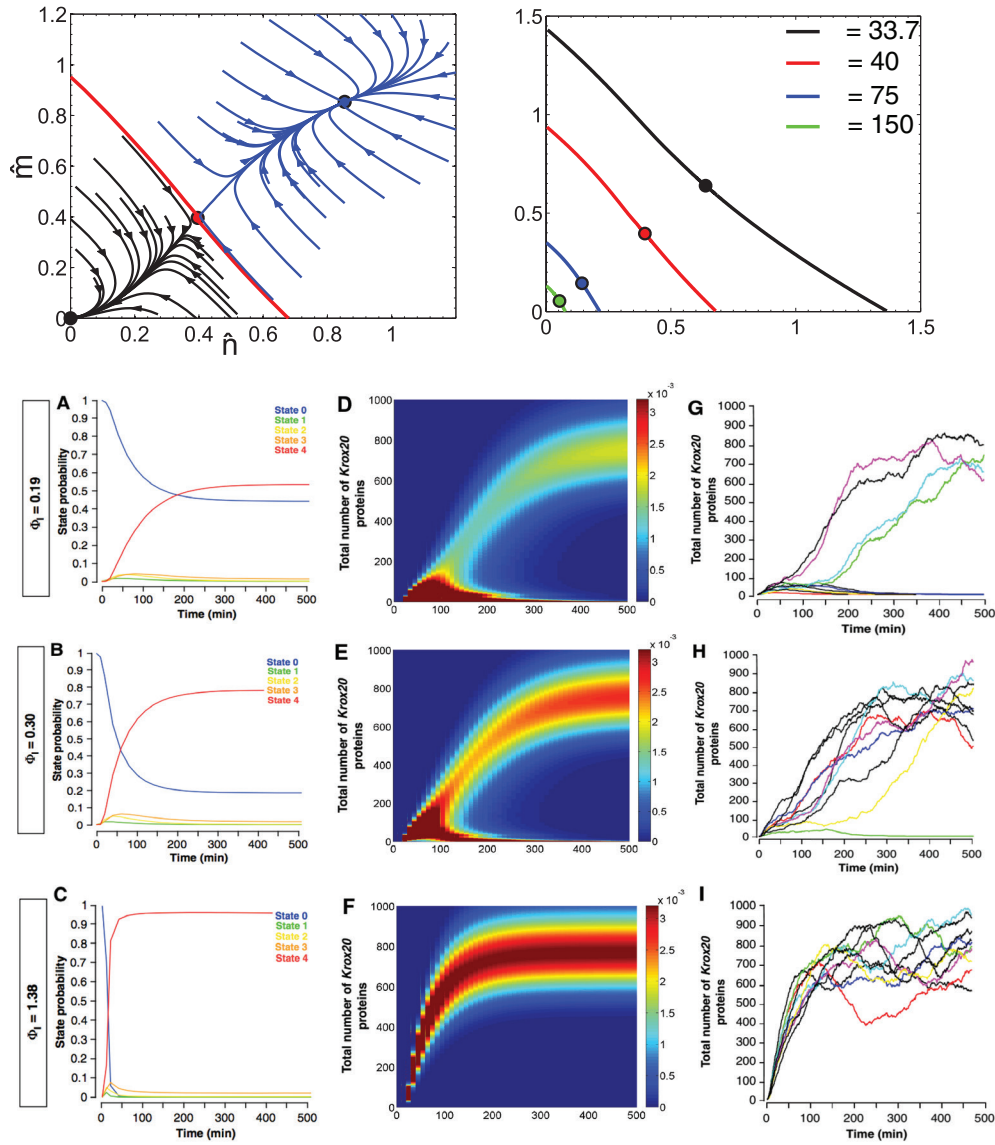 1.2
1
0.8
0.6
0.4
0.2
0
m̂
0
0.2
0.4
0.6
0.8
1
n̂
1.5
1
0.5
0
0
0.5
1
1.5
= 33.7
= 40
= 75
= 150
ΦI = 0.19
A
State probability
1
0.9
0.8
0.7
0.6
0.5
0.4
0.3
0.2
0.1
0
0 100 200 300 400 500
Time (min)
State 0
State 1
State 2
State 3
State 4
D
Total number of Krox20
proteins
1000
800
600
400
200
0
100 200 300 400 500
x 10⁻³
3
2.5
2
1.5
1
0.5
0
G
Total number of Krox20
proteins
1000
900
800
700
600
500
400
300
200
100
0
0 100 200 300 400 500
Time (min)
ΦI = 0.30
B
State probability
1
0.9
0.8
0.7
0.6
0.5
0.4
0.3
0.2
0.1
0
0 100 200 300 400 500
Time (min)
State 0
State 1
State 2
State 3
State 4
E
Total number of Krox20
proteins
1000
800
600
400
200
0
100 200 300 400 500
x 10⁻³
3
2.5
2
1.5
1
0.5
0
H
Total number of Krox20
proteins
1000
900
800
700
600
500
400
300
200
100
0
0 100 200 300 400 500
Time (min)
ΦI = 1.38
C
State probability
1
0.9
0.8
0.7
0.6
0.5
0.4
0.3
0.2
0.1
0
0 100 200 300 400 500
Time (min)
State 0
State 1
State 2
State 3
State 4
F
Total number of Krox20
proteins
1000
800
600
400
200
0
100 200 300 400 500
x 10⁻³
3
2.5
2
1.5
1
0.5
0
I
Total number of Krox20
proteins
1000
900
800
700
600
500
400
300
200
100
0
0 100 200 300 400 500
Time (min)